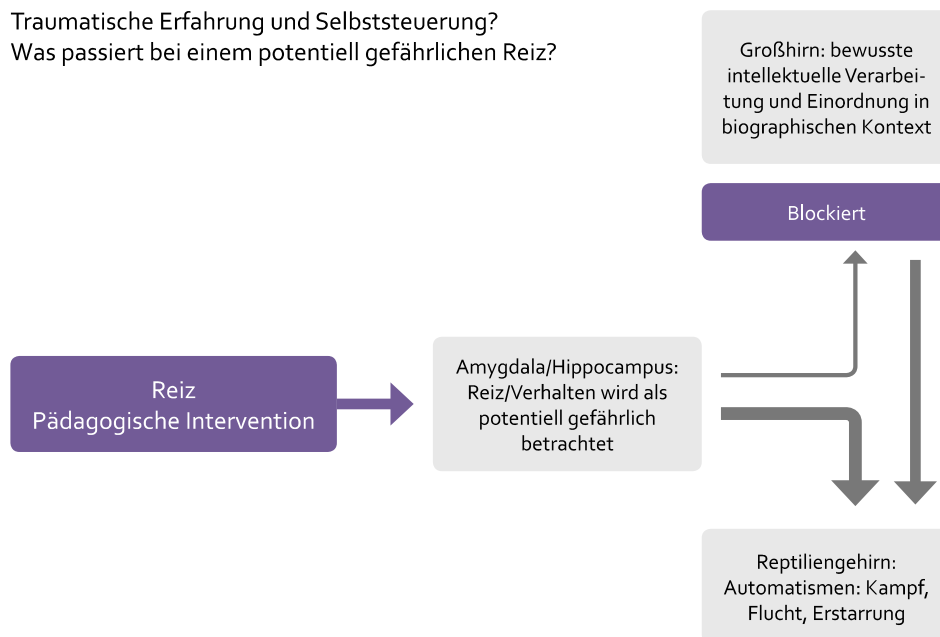 Traumatische Erfahrung und Selbststeuerung?
Was passiert bei einem potentiell gefährlichen Reiz?
Großhirn: bewusste
intellektuelle Verarbei-
tung und Einordnung in
biographischen Kontext
Blockiert
Reiz
Pädagogische Intervention
Amygdala/Hippocampus:
Reiz/Verhalten wird als
potentiell gefährlich
betrachtet
Reptiliengehirn:
Automatismen: Kampf,
Flucht, Erstarrung